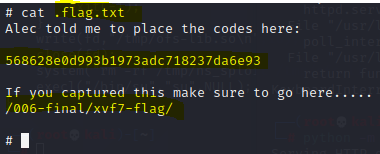 # cat .flag.txt
Alec told me to place the codes here:
568628e0d993b1973adc718237da6e93
If you captured this make sure to go here.....
/006-final/xvf7-flag/
#